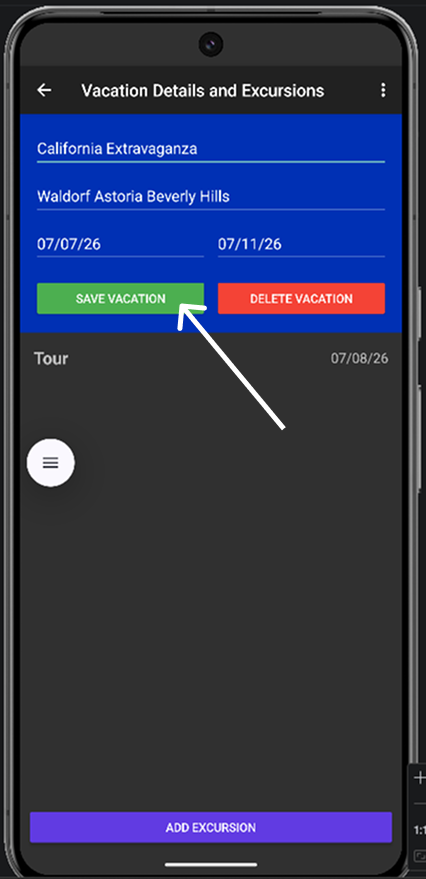 Vacation Details and Excursions
California Extravaganza
Waldorf Astoria Beverly Hills
07/07/26 07/11/26
SAVE VACATION DELETE VACATION
Tour 07/08/26
ADD EXCURSION